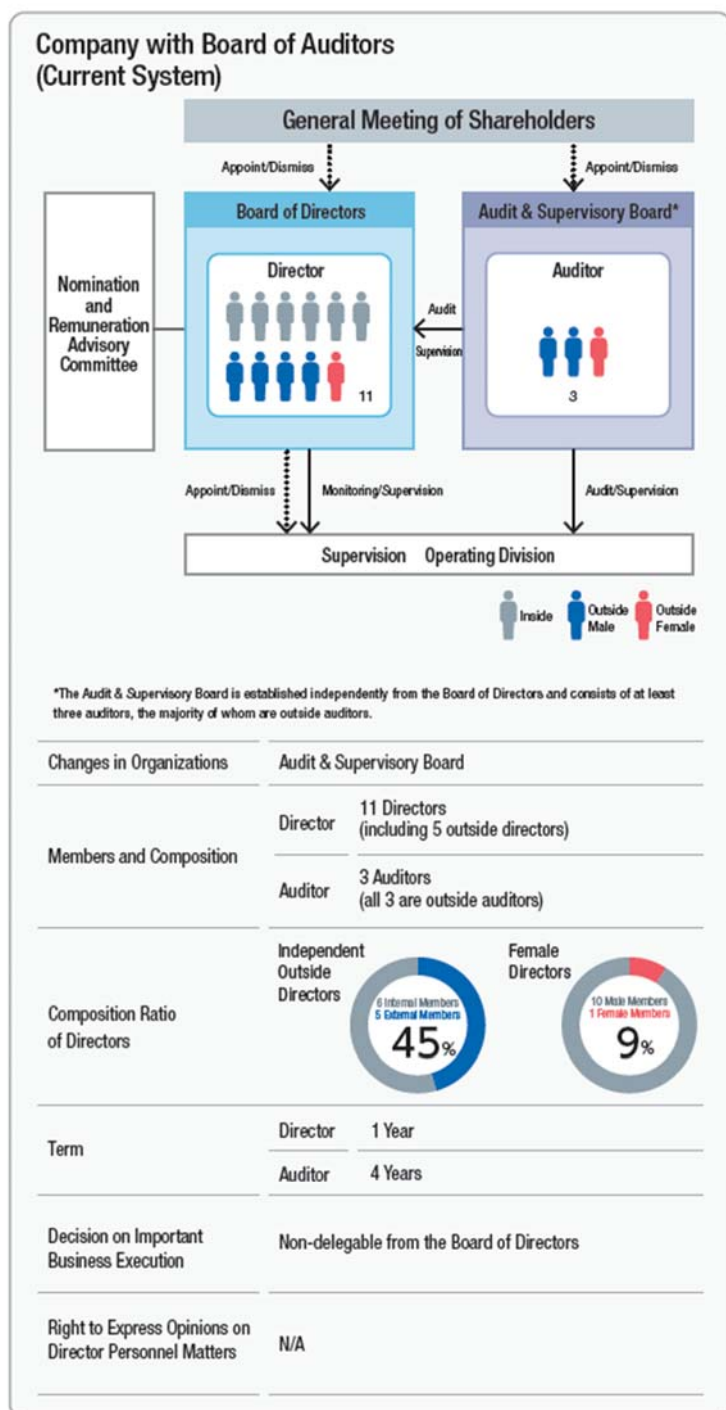 Company with Board of Auditors
(Current System)
General Meeting of Shareholders
Appoint/Dismiss
Appoint/Dismiss
Board of Directors
Audit & Supervisory Board*
Nomination
and
Remuneration
Advisory
Committee
Director
11
Audit
Supervision
Auditor
3
Appoint/Dismiss
Monitoring/Supervision
Audit/Supervision
Supervision Operating Division
Inside
Outside
Male
Outside
Female
*The Audit & Supervisory Board is established independently from the Board of Directors and consists of at least
three auditors, the majority of whom are outside auditors.
Changes in Organizations
Audit & Supervisory Board
Members and Composition
Director
11 Directors
(including 5 outside directors)
Auditor
3 Auditors
(all 3 are outside auditors)
Composition Ratio
of Directors
Independent
Outside
Directors
6 Internal Members
5 External Members
45%
Female
Directors
10 Male Members
1 Female Members
9%
Term
Director
1 Year
Auditor
4 Years
Decision on Important
Business Execution
Non-delegable from the Board of Directors
Right to Express Opinions on
Director Personnel Matters
N/A